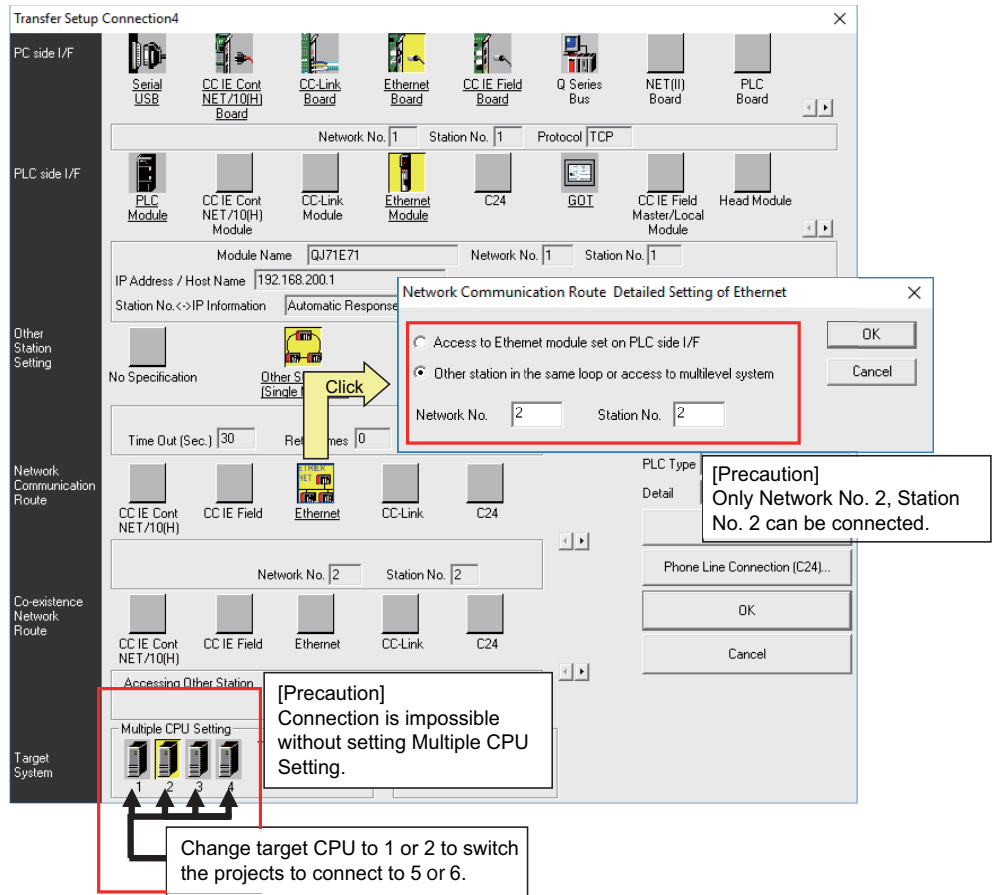 Transfer Setup Connection4
PC side I/F
Serial
USB
CC IE Cont
NET/10(H)
Board
CC-Link
Board
Ethernet
Board
CC IE Field
Board
Q Series
Bus
NET(II)
Board
PLC
Board
Network No. 1 Station No. 1 Protocol TCP
PLC side I/F
PLC
Module
CC IE Cont
NET/10(H)
Module
CC-Link
Module
Ethernet
Module
C24
GOT
CC IE Field
Master/Local
Module
Head Module
Module Name QJ71E71 Network No. 1 Station No. 1
IP Address / Host Name 192.168.200.1
Station No.<->IP Information Automatic Response
Network Communication Route Detailed Setting of Ethernet
Access to Ethernet module set on PLC side I/F
Other station in the same loop or access to multilevel system
Network No. 2 Station No. 2
OK
Cancel
Other
Station
Setting
No Specification
Other S
(Single
Click
Time Out (Sec.) 30 Ret mes 0
[Precaution]
Only Network No. 2, Station
No. 2 can be connected.
PLC Type
Detail
Network
Communication
Route
CC IE Cont
NET/10(H)
CC IE Field
ETHER
NET
Ethernet
CC-Link
C24
Network No. 2 Station No. 2
Phone Line Connection (C24)...
OK
Cancel
Co-existence
Network
Route
CC IE Cont
NET/10(H)
CC IE Field
Ethernet
CC-Link
C24
Accessing Other Station
[Precaution]
Connection is impossible
without setting Multiple CPU
Setting.
Target
System
Multiple CPU Setting
1 2 3 4
Change target CPU to 1 or 2 to switch
the projects to connect to 5 or 6.